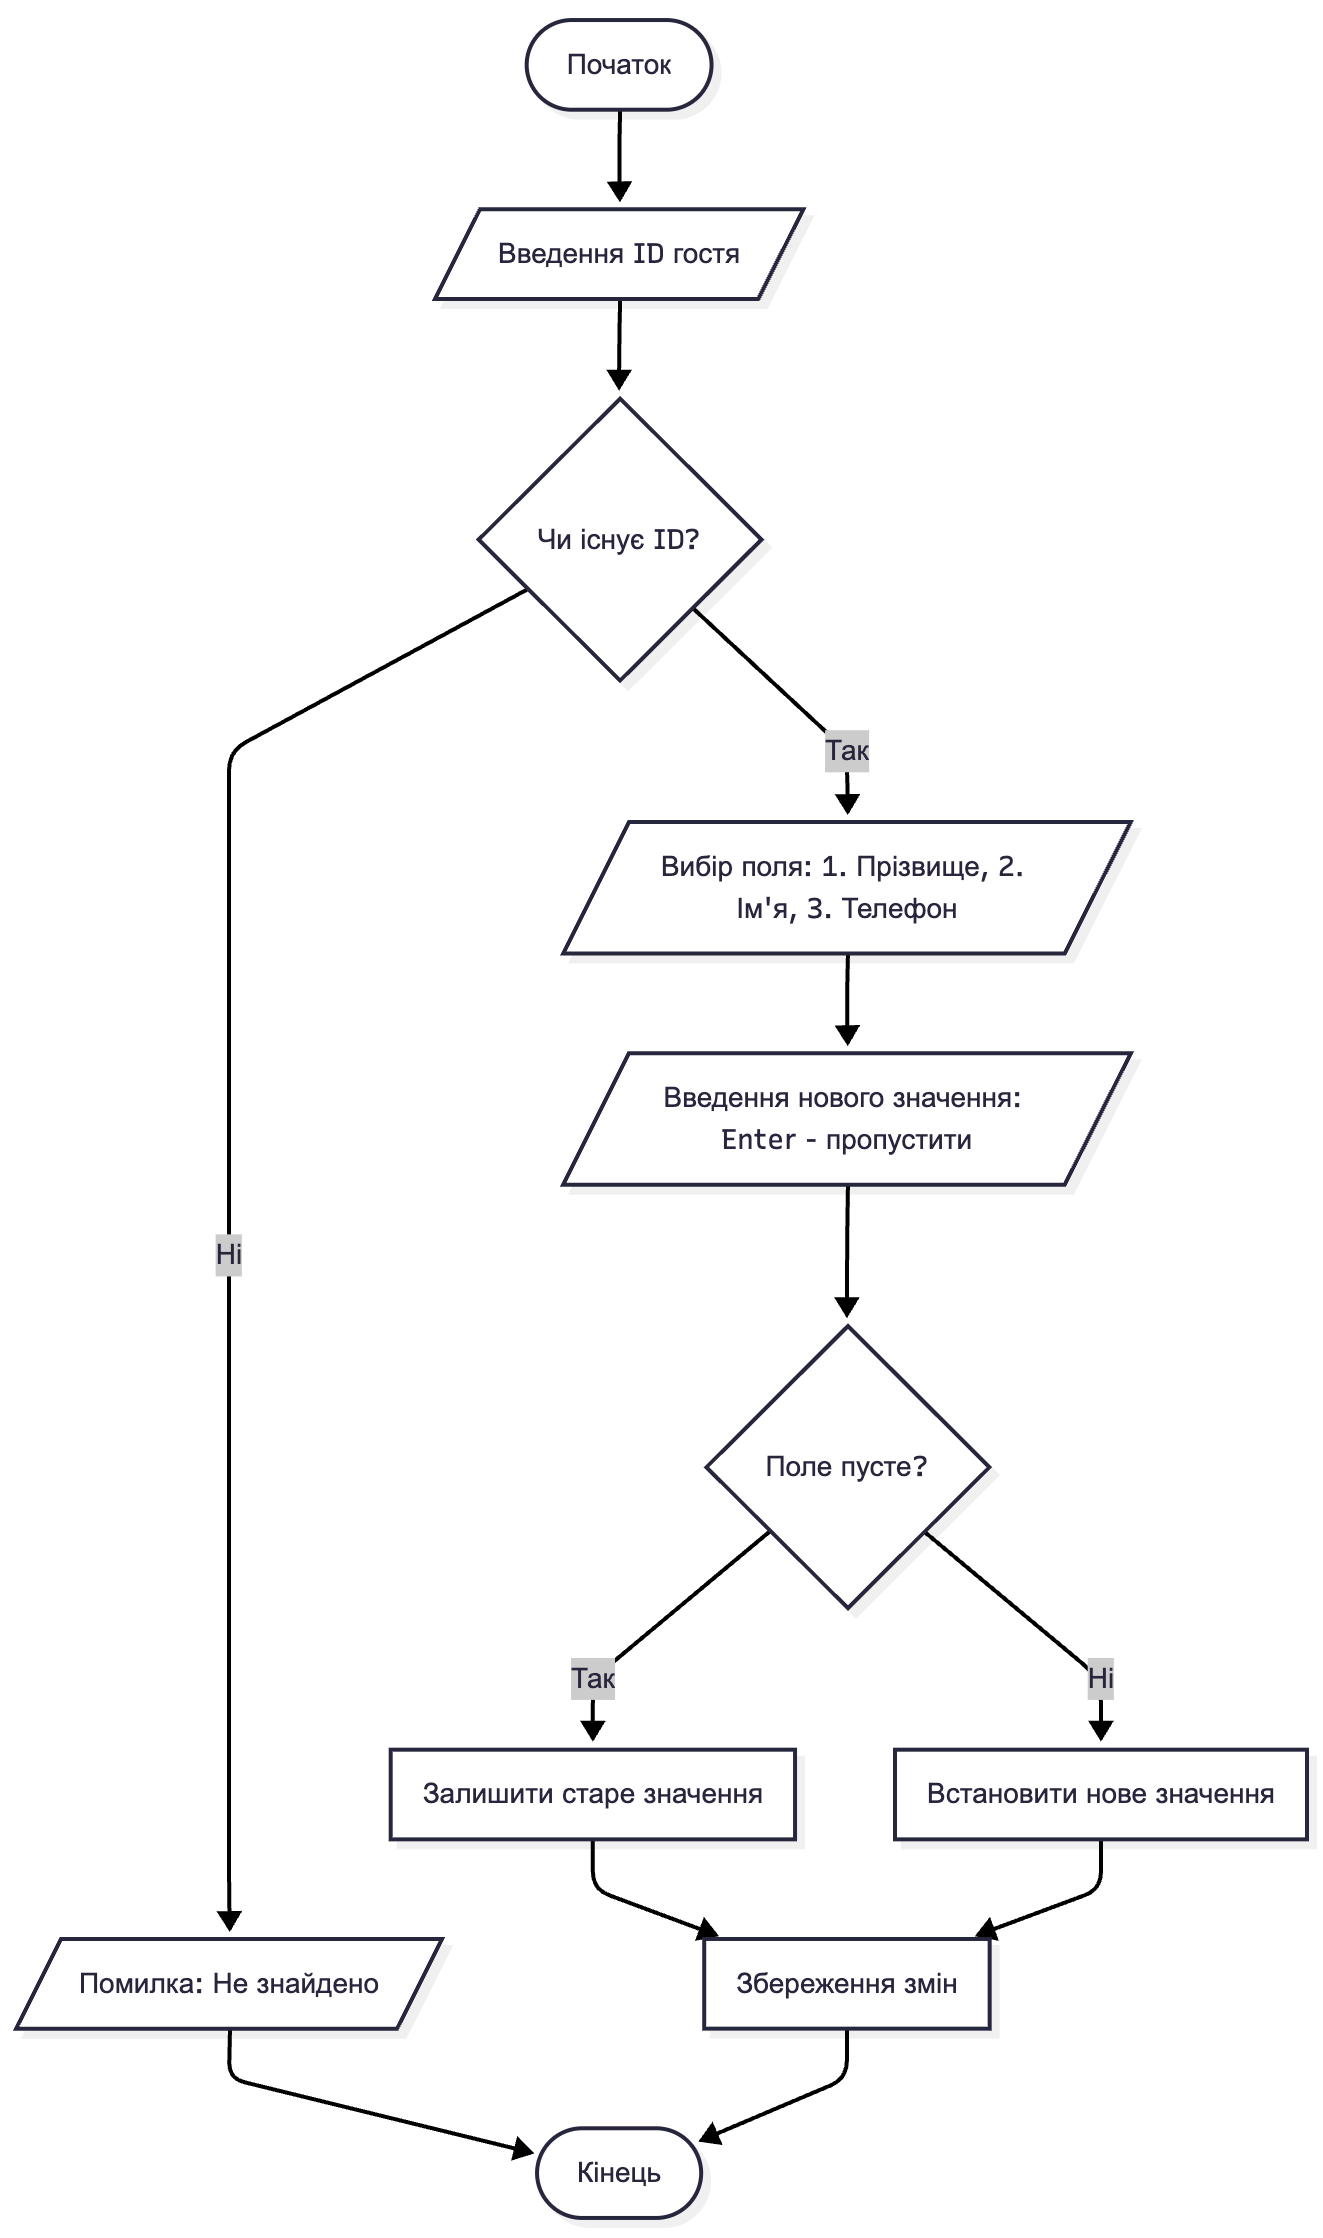 Початок
Введення ID гостя
Чи існує ID?
Так
Вибір поля: 1. Прізвище, 2.
Ім'я, 3. Телефон
Введення нового значення:
Enter - пропустити
Ні
Поле пусте?
Так
Ні
Залишити старе значення
Встановити нове значення
Помилка: Не знайдено
Збереження змін
Кінець